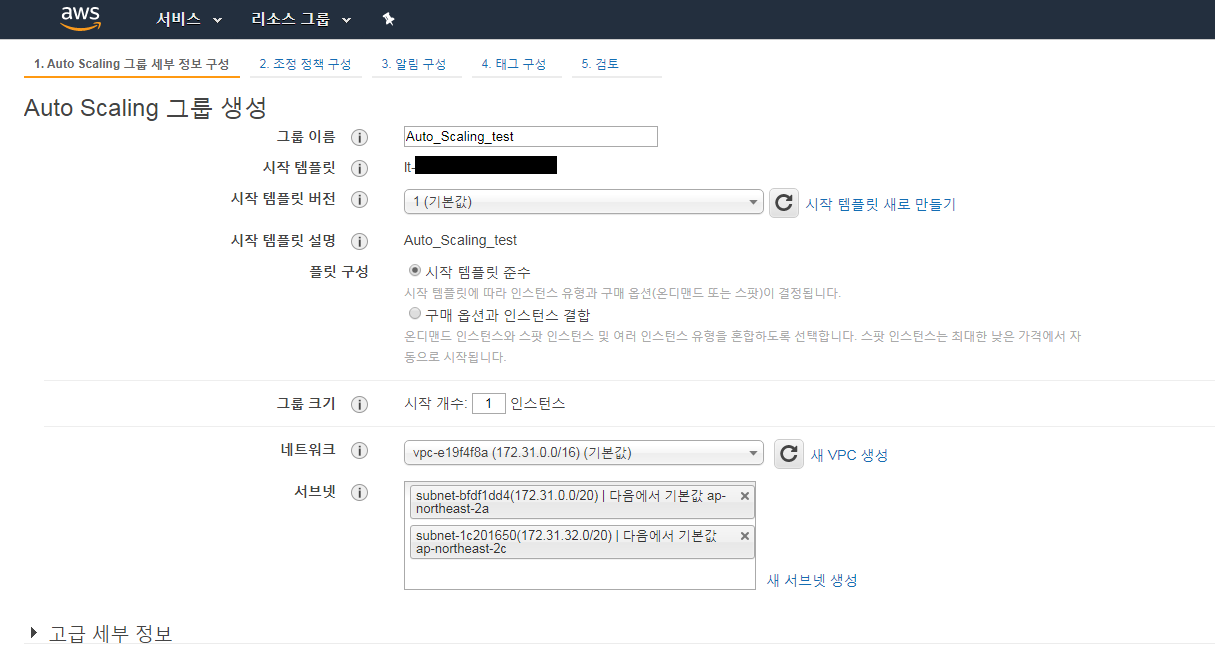 aws 서비스 리소스 그룹
1. Auto Scaling 그룹 세부 정보 구성 2. 조정 정책 구성 3. 알림 구성 4. 태그 구성 5. 검토
Auto Scaling 그룹 생성
그룹 이름 i Auto_Scaling_test
시작 템플릿 i lt-
시작 템플릿 버전 i 1 (기본값) 시작 템플릿 새로 만들기
시작 템플릿 설명 i Auto_Scaling_test
플릿 구성 시작 템플릿 준수
시작 템플릿에 따라 인스턴스 유형과 구매 옵션(온디맨드 또는 스팟)이 결정됩니다.
구매 옵션과 인스턴스 결합
온디맨드 인스턴스와 스팟 인스턴스 및 여러 인스턴스 유형을 혼합하도록 선택합니다. 스팟 인스턴스는 최대한 낮은 가격에서 자
동으로 시작됩니다.
그룹 크기 i 시작 개수: 1 인스턴스
네트워크 i vpc-e19f4f8a (172.31.0.0/16) (기본값) 새 VPC 생성
서브넷 i subnet-bfdf1dd4(172.31.0.0/20) | 다음에서 기본값 ap-
northeast-2a
subnet-1c201650(172.31.32.0/20) | 다음에서 기본값
ap-northeast-2c
새 서브넷 생성
고급 세부 정보